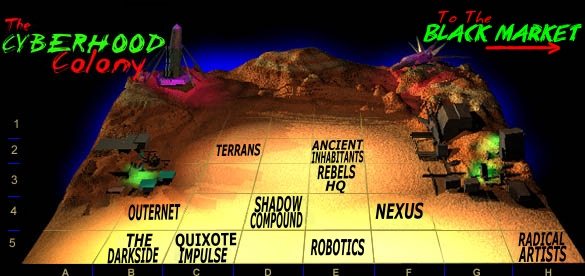 The
CYBERHOOD
Colony
To The
BLACK MARKET
1
2
TERRANS
ANCIENT
INHABITANTS
3
REBELS
HQ
4
OUTERNET
SHADOW
COMPOUND
NEXUS
5
THE
DARKSIDE
QUIXOTE
IMPULSE
ROBOTICS
RADICAL
ARTISTS
A B C D E F G H